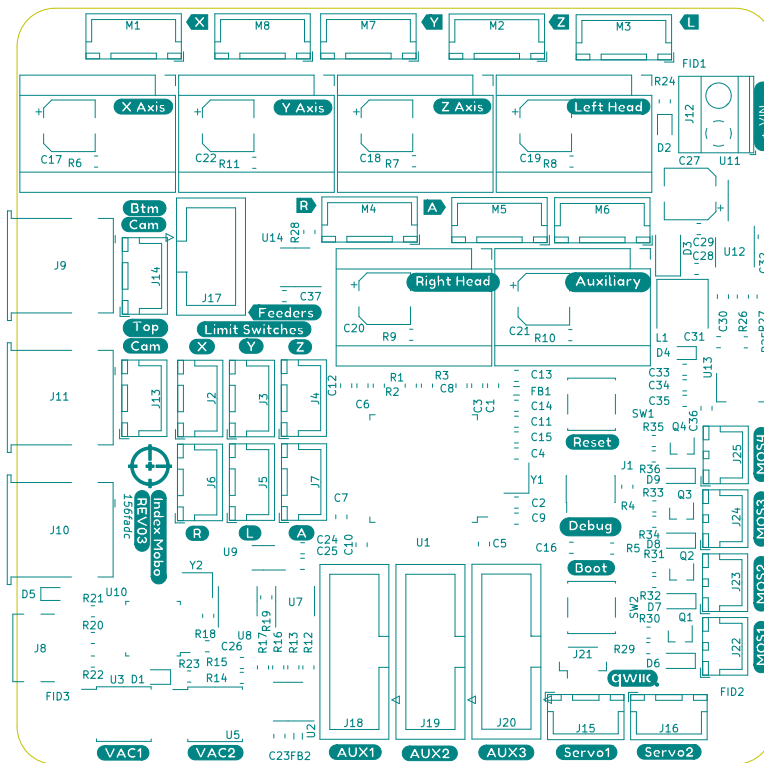 M1 X M8 M7 Y M2 Z M3 L
FID1
R24
J12
VIN
X Axis Y Axis Z Axis Left Head
C17 R6 C22 R11 C18 R7 C19 R8
D2
C27 U11
Btm
Cam
R M4 A M5 M6
J9 J14 J17 U14 R28
D3 C29 U12
C28
C32
C37
Right Head Auxiliary
Feeders
Limit Switches
C20 R9 C21 R10
C30 R26 R27
Top
Cam
X Y Z
L1 C31
D4
U13
C33
C34
C35
C36
J11 J13 J2 J3 J4
C12 R1 R2 R3 C8 C6 C3 C1
C13
FB1
C14
C11
C15
C4
SW1
Reset
R35 Q4
J25 MOS4
R36
D9
J1
R4
R33 Q3
J24 MOS3
J10
Index Mobo
REV03
156fadc
J6 J5 J7
R L A
C7 Y1
C2
C9
Debug
R34
D8
R5
R31
U9 C24
C25 C10 U1 C5 C16
Boot
Q2
J23 MOS2
Y2
D5 R21 U10
R20
R22
J8
U7
R19
R18 U8
R17 R16 R13 R12
C26
R15
R14
R23
SW2
R32
D7
R30 Q1
J22 MOS1
R29
D6
J21
qwiic
FID3 U3 D1
FID2
U5 U2
C23 FB2
J18 J19 J20 J15 J16
VAC1 VAC2 AUX1 AUX2 AUX3 Servo1 Servo2